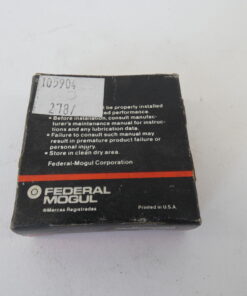 105904
278/
be properly installed
ed performance.
• Before installation, consult manufac-
turer's maintenance manual for instruc-
tions and any lubrication data.
• Failure to consult such manual may
result in premature product failure or
personal injury.
• Store in clean dry area.
Federal-Mogul Corporation
FEDERAL
MOGUL
®Marcas Registradas
Printed in U.S.A.